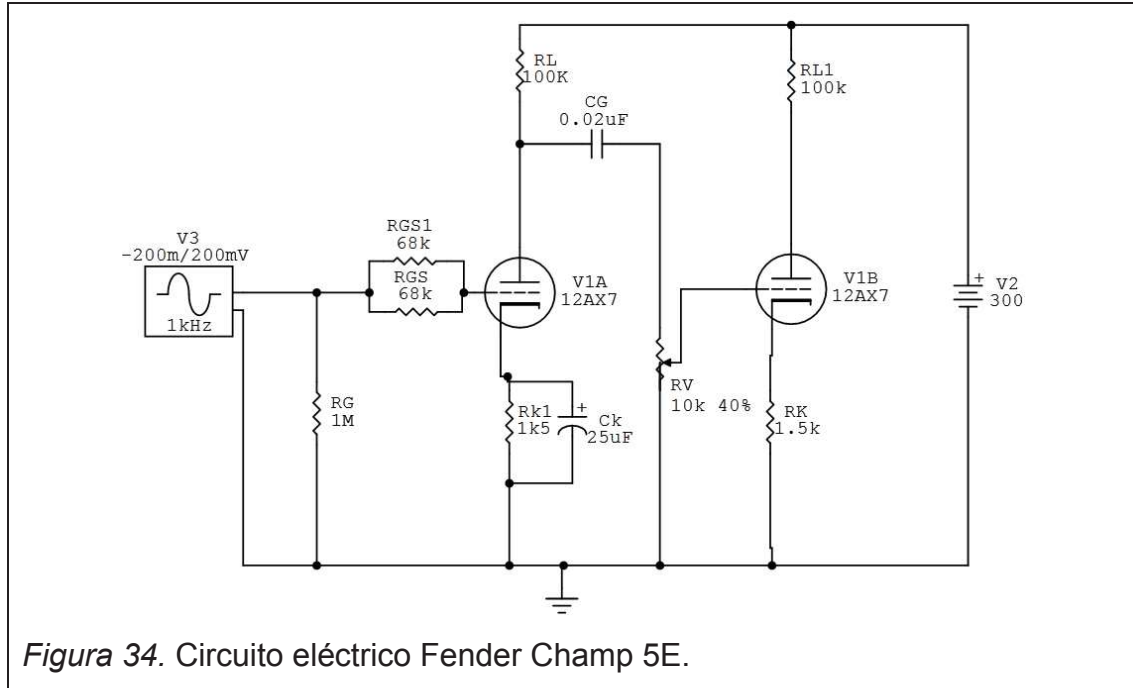 RL
100K
RL1
100k
CG
0.02uF
V3
-200m/200mV
1kHz
RGS1
68k
RGS
68k
V1A
12AX7
V1B
12AX7
+
V2
300
RG
1M
Rk1
1k5
+
Ck
25uF
RV
10k 40%
RK
1.5k
Figura 34. Circuito eléctrico Fender Champ 5E.